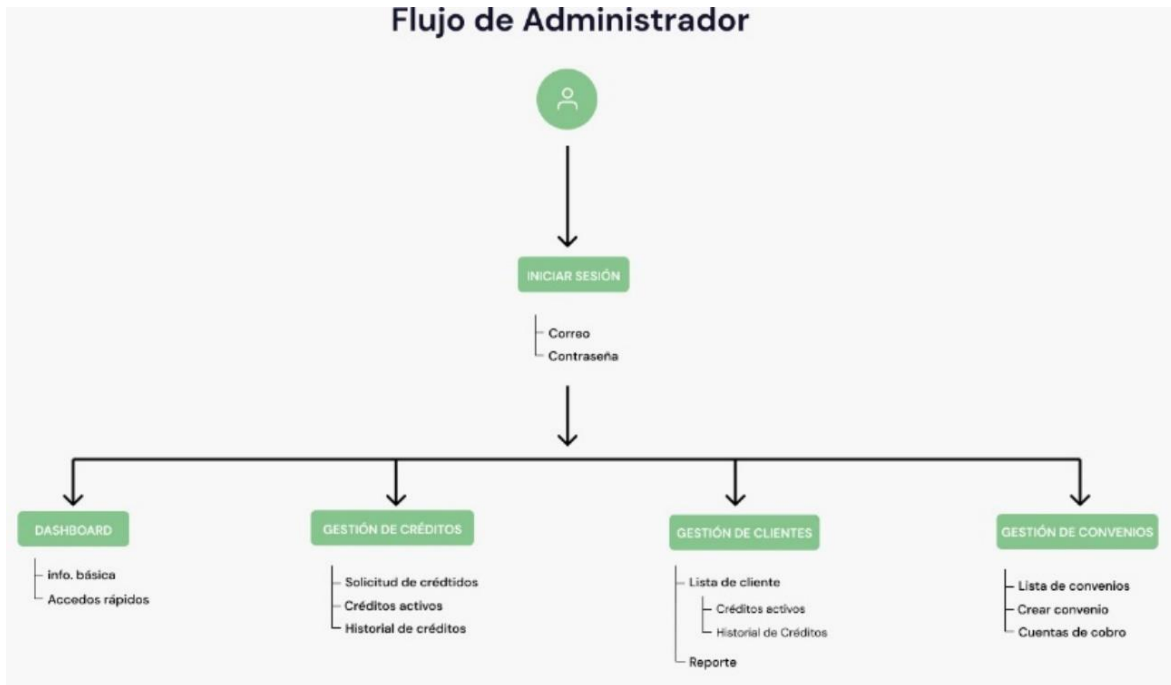 Flujo de Administrador
INICIAR SESIÓN
Correo
Contraseña
DASHBOARD
info. básica
Accedos rápidos
GESTIÓN DE CRÉDITOS
Solicitud de crédtidos
Créditos activos
Historial de créditos
GESTIÓN DE CLIENTES
Lista de cliente
Créditos activos
Historial de Créditos
Reporte
GESTIÓN DE CONVENIOS
Lista de convenios
Crear convenio
Cuentas de cobro